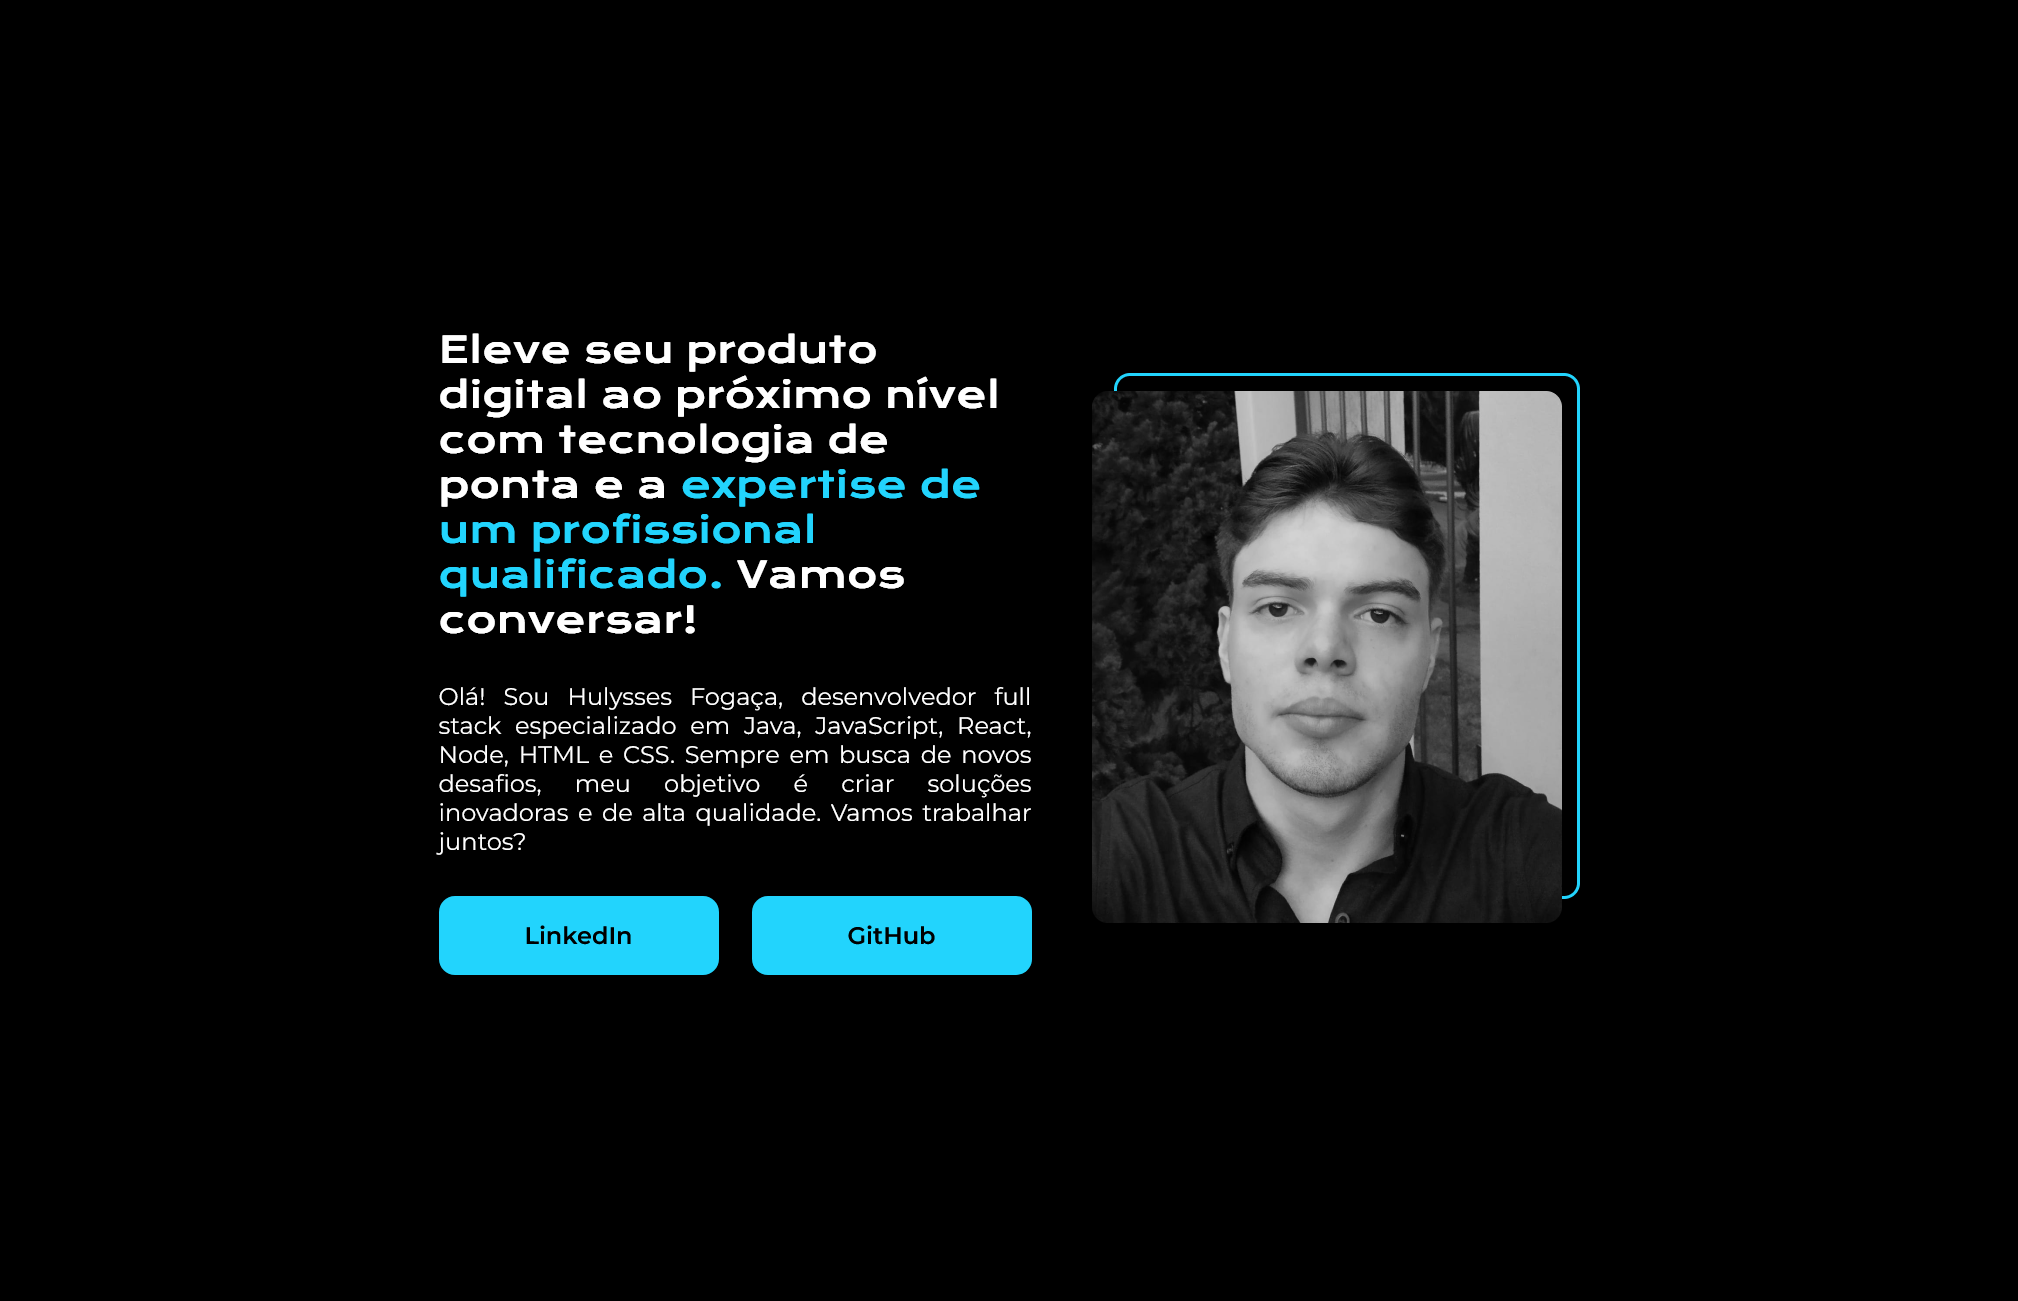 Eleve seu produto
digital ao próximo nível
com tecnologia de
ponta e a expertise de
um profissional
qualificado. Vamos
conversar!
Olá! Sou Hulysses Fogaça, desenvolvedor full
stack especializado em Java, JavaScript, React,
Node, HTML e CSS. Sempre em busca de novos
desafios, meu objetivo é criar soluções
inovadoras e de alta qualidade. Vamos trabalhar
juntos?
LinkedIn
GitHub